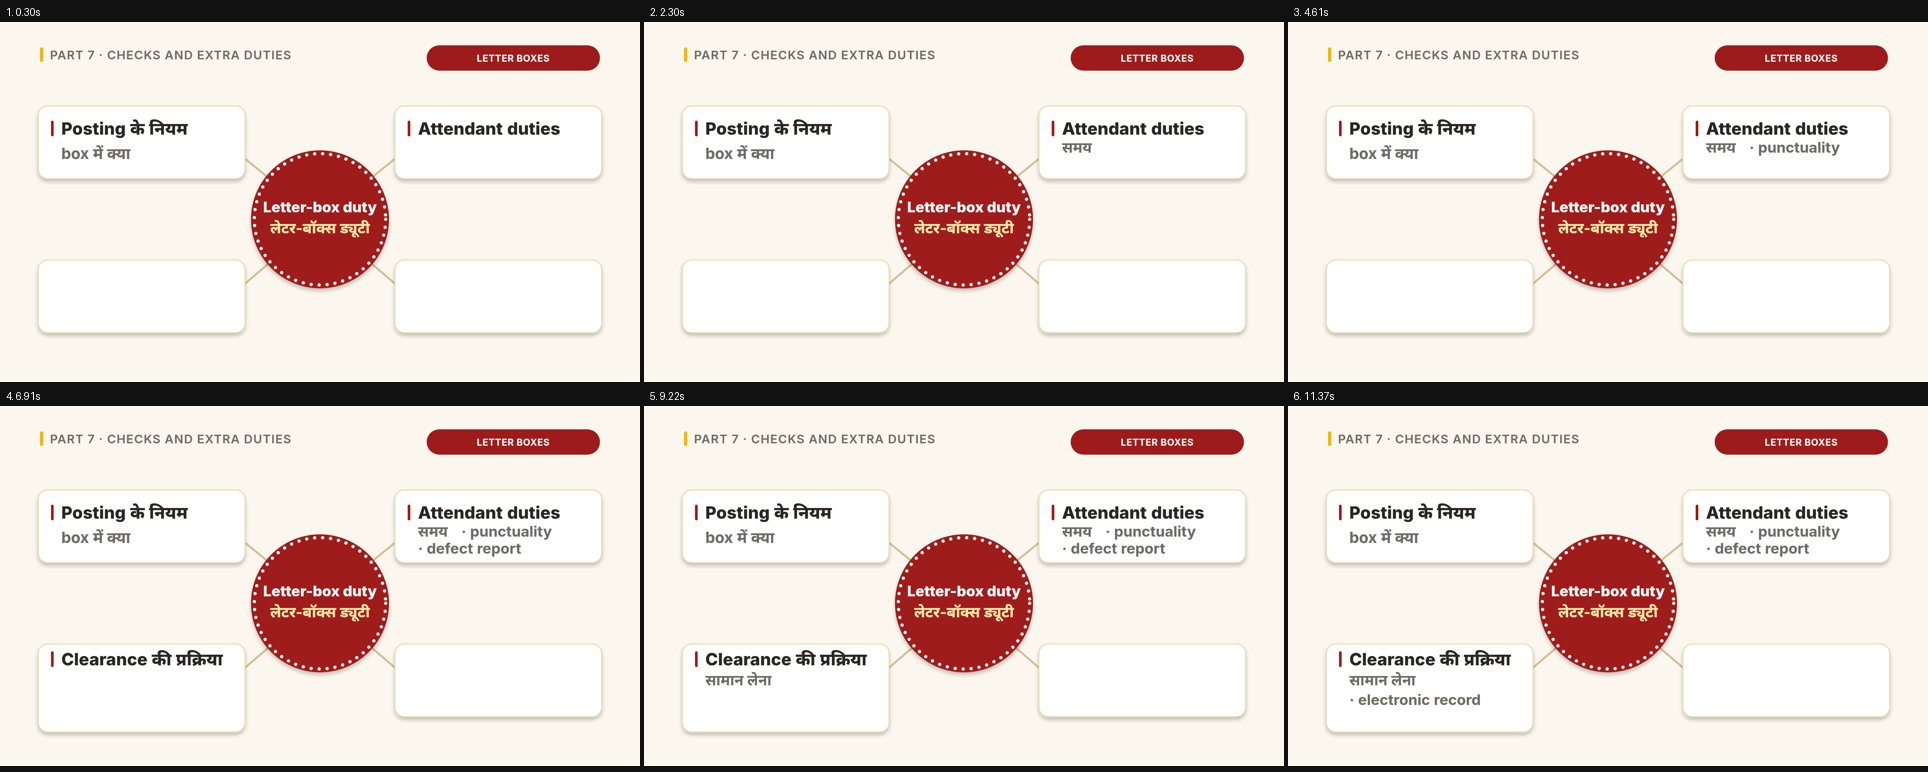 1. 0.30s
PART 7 · CHECKS AND EXTRA DUTIES
LETTER BOXES
Posting के नियम
box में क्या
Attendant duties
Letter-box duty
लेटर-बॉक्स ड्यूटी
2. 2.30s
PART 7 · CHECKS AND EXTRA DUTIES
LETTER BOXES
Posting के नियम
box में क्या
Attendant duties
समय
Letter-box duty
लेटर-बॉक्स ड्यूटी
3. 4.61s
PART 7 · CHECKS AND EXTRA DUTIES
LETTER BOXES
Posting के नियम
box में क्या
Attendant duties
समय · punctuality
Letter-box duty
लेटर-बॉक्स ड्यूटी
4. 6.91s
PART 7 · CHECKS AND EXTRA DUTIES
LETTER BOXES
Posting के नियम
box में क्या
Attendant duties
समय · punctuality
· defect report
Letter-box duty
लेटर-बॉक्स ड्यूटी
Clearance की प्रक्रिया
5. 9.22s
PART 7 · CHECKS AND EXTRA DUTIES
LETTER BOXES
Posting के नियम
box में क्या
Attendant duties
समय · punctuality
· defect report
Letter-box duty
लेटर-बॉक्स ड्यूटी
Clearance की प्रक्रिया
सामान लेना
6. 11.37s
PART 7 · CHECKS AND EXTRA DUTIES
LETTER BOXES
Posting के नियम
box में क्या
Attendant duties
समय · punctuality
· defect report
Letter-box duty
लेटर-बॉक्स ड्यूटी
Clearance की प्रक्रिया
सामान लेना
· electronic record